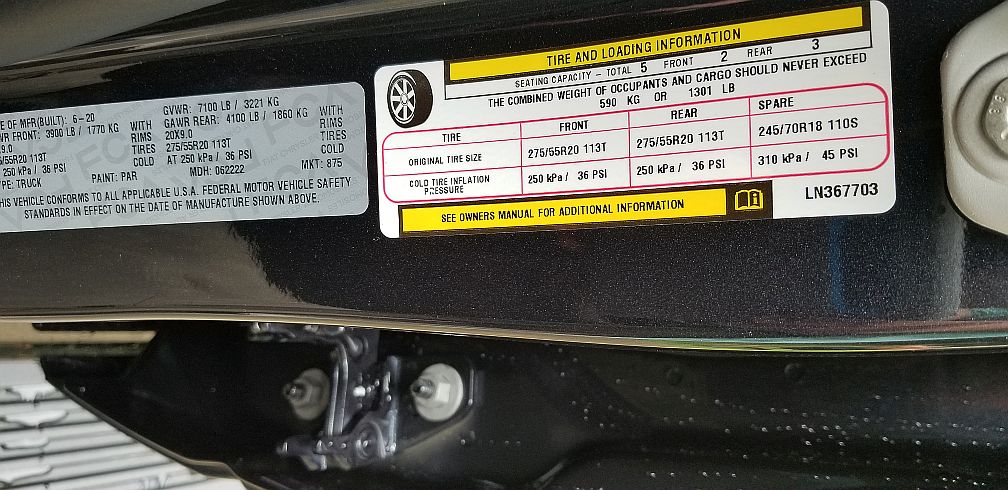 E OF MFR(BUILT): 6-20
GVWR: 7100 LB / 3221 KG
WR FRONT: 3900 LB / 1770 KG WITH
GAWR REAR: 4100 LB / 1860 KG WITH
X9.0 RIMS
20X9.0 RIMS
5/55R20 113T TIRES
275/55R20 113T TIRES
250 kPa / 36 PSI COLD
AT 250 kPa / 36 PSI COLD
PE: TRUCK PAINT: PAR MDH: 062222 MKT: 875
HIS VEHICLE CONFORMS TO ALL APPLICABLE U.S.A. FEDERAL MOTOR VEHICLE SAFETY
STANDARDS IN EFFECT ON THE DATE OF MANUFACTURE SHOWN ABOVE.
TIRE AND LOADING INFORMATION
SEATING CAPACITY - TOTAL 5 FRONT 2 REAR 3
THE COMBINED WEIGHT OF OCCUPANTS AND CARGO SHOULD NEVER EXCEED
590 KG OR 1301 LB
TIRE FRONT REAR SPARE
ORIGINAL TIRE SIZE 275/55R20 113T 275/55R20 113T 245/70R18 110S
COLD TIRE INFLATION PRESSURE 250 kPa / 36 PSI 250 kPa / 36 PSI 310 kPa / 45 PSI
SEE OWNERS MANUAL FOR ADDITIONAL INFORMATION
LN367703